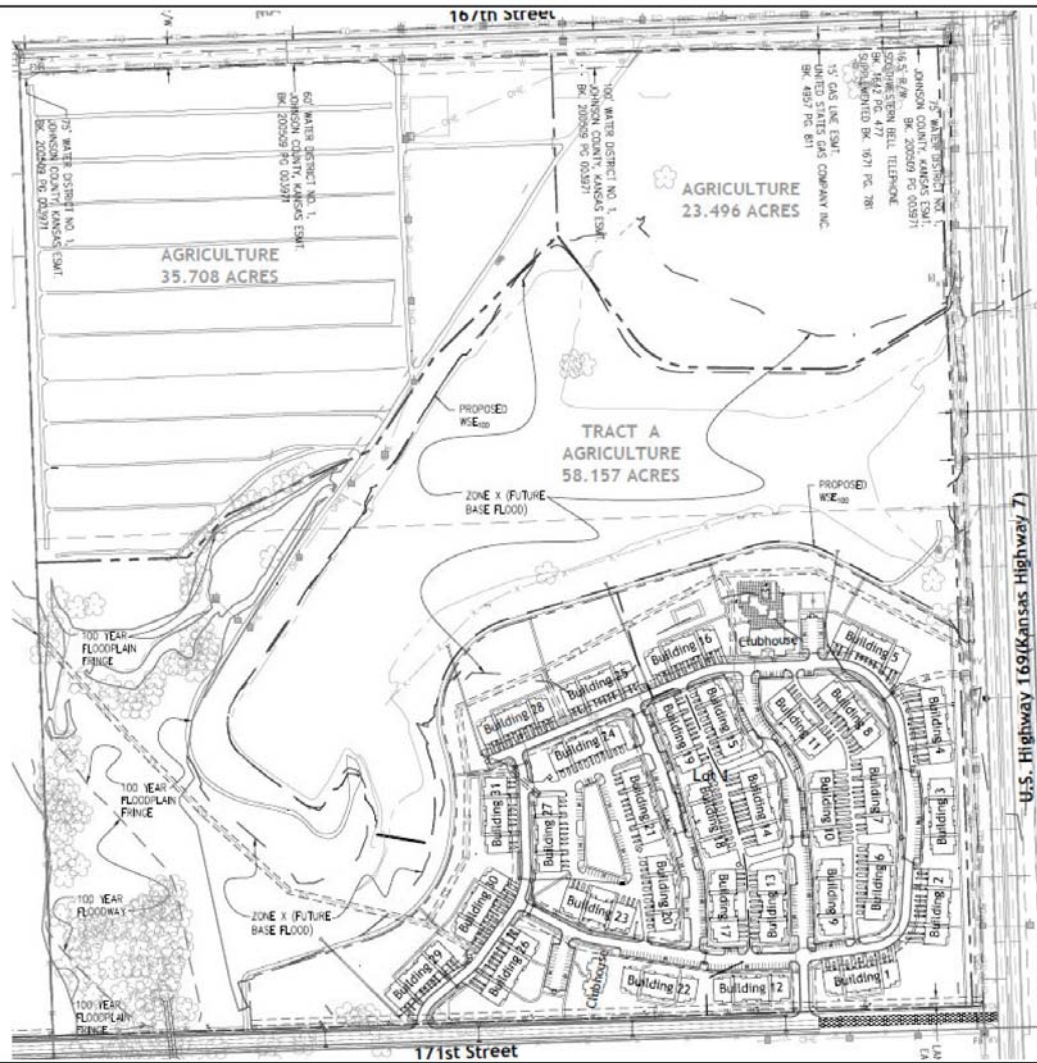 167th Street
75' WATER DISTRICT NO. 1,
JOHNSON COUNTY, KANSAS ESMT.
BK. 200509 PG 003971
60' WATER DISTRICT NO. 1,
JOHNSON COUNTY, KANSAS ESMT.
BK. 200509 PG 003971
100' WATER DISTRICT NO. 1,
JOHNSON COUNTY, KANSAS ESMT.
BK. 200509 PG 003971
15' GAS LINE ESMT.
UNITED STATES GAS COMPANY INC.
BK. 4957 PG. 811
16.5' R/W
SOUTHWESTERN BELL TELEPHONE
BK. 1642 PG. 477
SUPPLEMENTED BK. 1671 PG. 781
75' WATER DISTRICT NO. 1,
JOHNSON COUNTY, KANSAS ESMT.
BK. 200509 PG 003971
AGRICULTURE
23.496 ACRES
AGRICULTURE
35.708 ACRES
PROPOSED
WSE100
TRACT A
AGRICULTURE
58.157 ACRES
ZONE X (FUTURE
BASE FLOOD)
PROPOSED
WSE100
U.S. Highway 169(Kansas Highway 7)
100 YEAR
FLOODPLAIN
FRINGE
100 YEAR
FLOODPLAIN
FRINGE
100 YEAR
FLOODWAY
100 YEAR
FLOODPLAIN
FRINGE
ZONE X (FUTURE
BASE FLOOD)
Clubhouse
Building 16
Building 5
Building 25
Building 28
Building 24
Building 15
Building 19
Building 11
Building 8
Building 4
Lot 1
Building 31
Building 27
Building 21
Building 18
Building 14
Building 10
Building 7
Building 3
Building 30
Building 23
Building 20
Building 17
Building 13
Building 9
Building 6
Building 2
Building 29
Building 26
Clubhouse
Building 22
Building 12
Building 1
171st Street